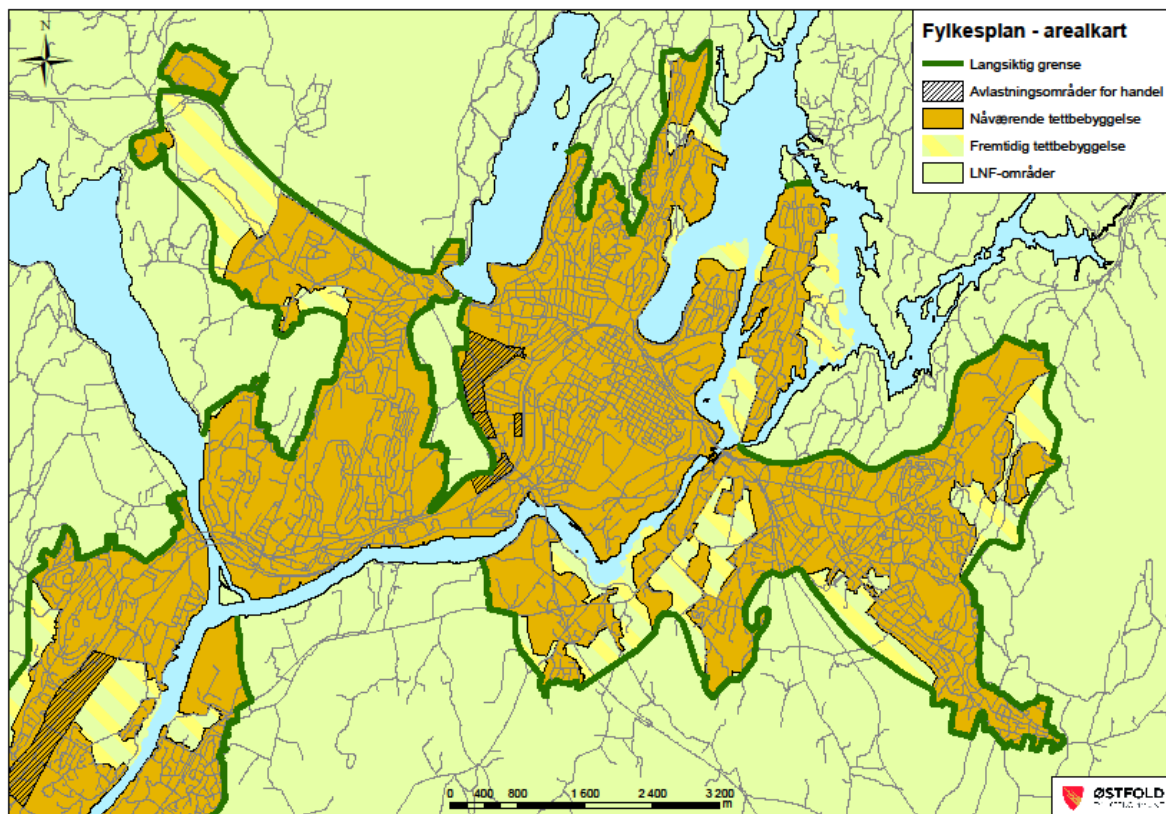 N
Fylkesplan - arealkart
Langsiktig grense
Avlastningsområder for handel
Nåværende tettbebyggelse
Fremtidig tettbebyggelse
LNF-områder
0 400 800 1 600 2 400 3 200
m
ØSTFOLD